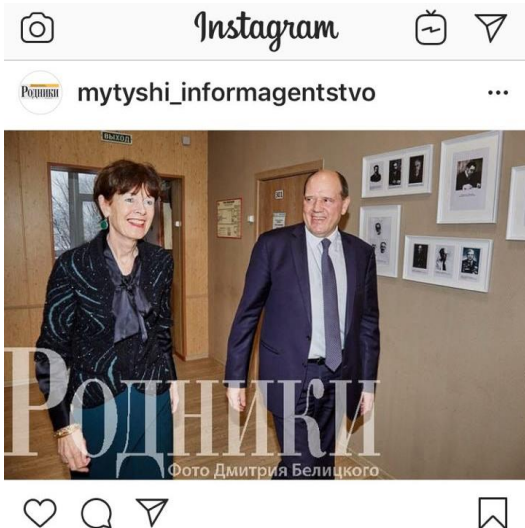 Instagram
Родники
mytyshi_informagentstvo
ВЫХОД
Родники
Фото Дмитрия Белицкого